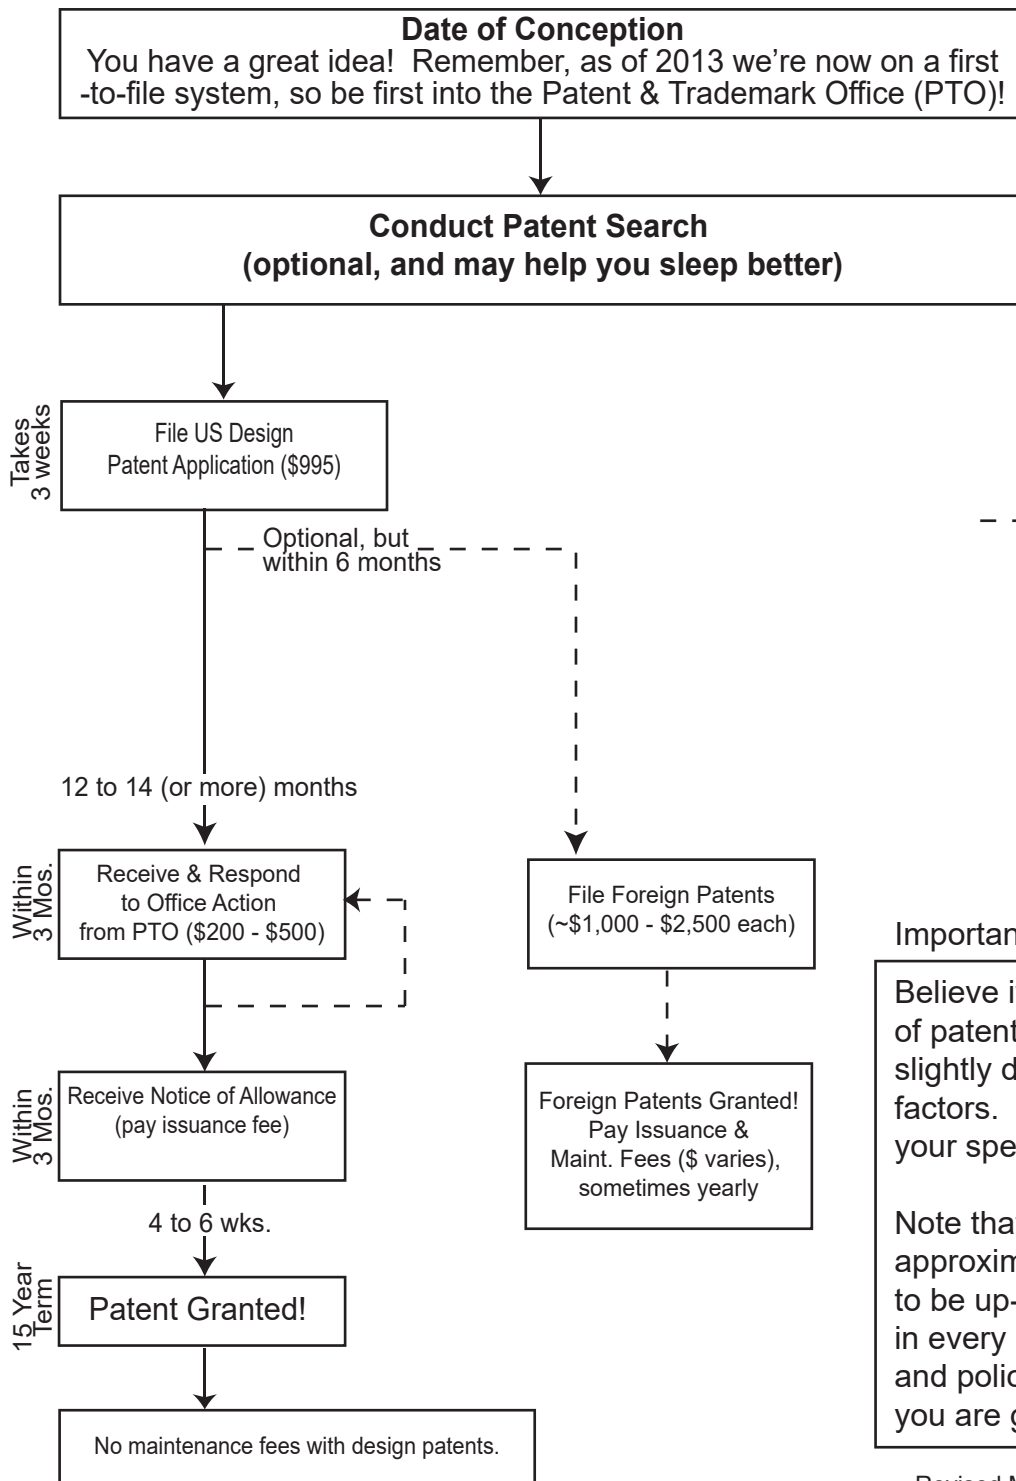 Date of Conception
You have a great idea!  Remember, as of 2013 we’re now on a first
-to-file system, so be first into the Patent & Trademark Office (PTO)!
Conduct Patent Search
(optional, and may help you sleep better)
Takes
3 weeks
File US Design
Patent Application ($995)
Optional, but
within 6 months
12 to 14 (or more) months
Within
3 Mos.
Receive & Respond
to Office Action
from PTO ($200 - $500)
File Foreign Patents
(~$1,000 - $2,500 each)
Within
3 Mos.
Receive Notice of Allowance
(pay issuance fee)
Foreign Patents Granted!
Pay Issuance &
Maint. Fees ($ varies),
sometimes yearly
4 to 6 wks.
15 Year
Term
Patent Granted!
No maintenance fees with design patents.
Believe
of patent
slightly
factors.
your
Note
to be
in every
and
you are
Revised